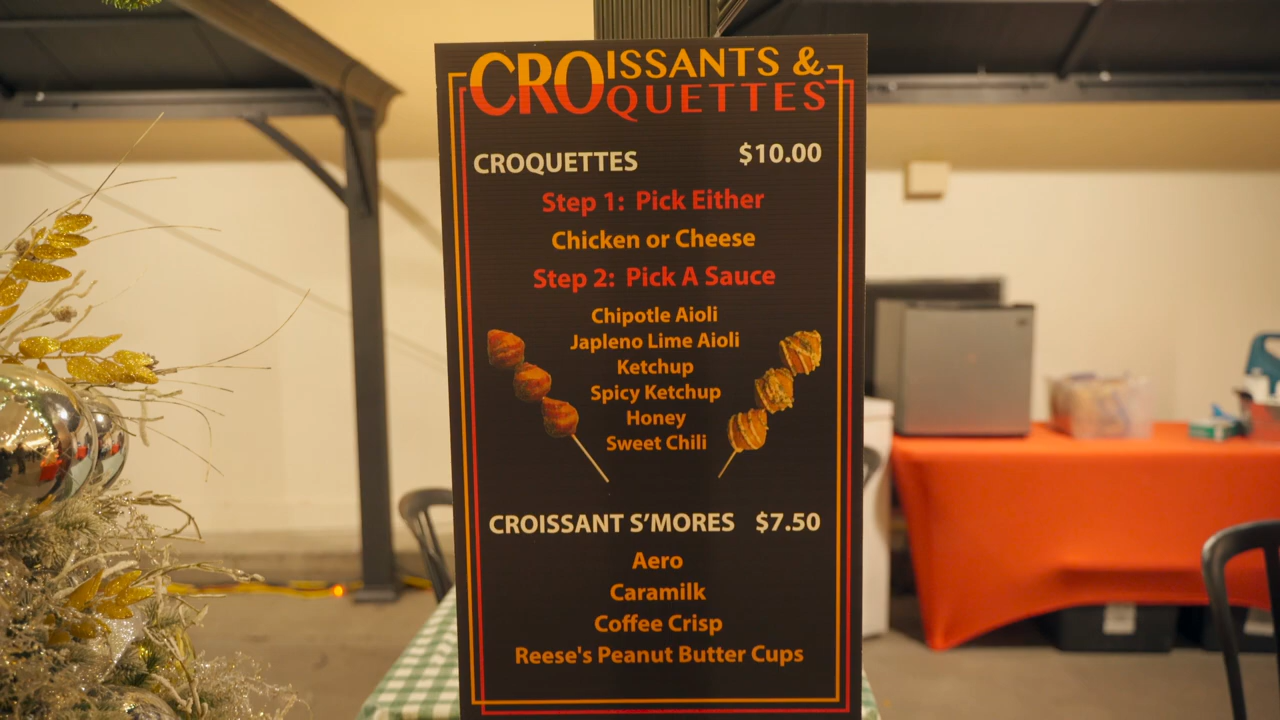 CROISSANTS &
CROQUETTES
CROQUETTES $10.00
Step 1: Pick Either
Chicken or Cheese
Step 2: Pick A Sauce
Chipotle Aioli
Japleno Lime Aioli
Ketchup
Spicy Ketchup
Honey
Sweet Chili
CROISSANT S'MORES $7.50
Aero
Caramilk
Coffee Crisp
Reese's Peanut Butter Cups